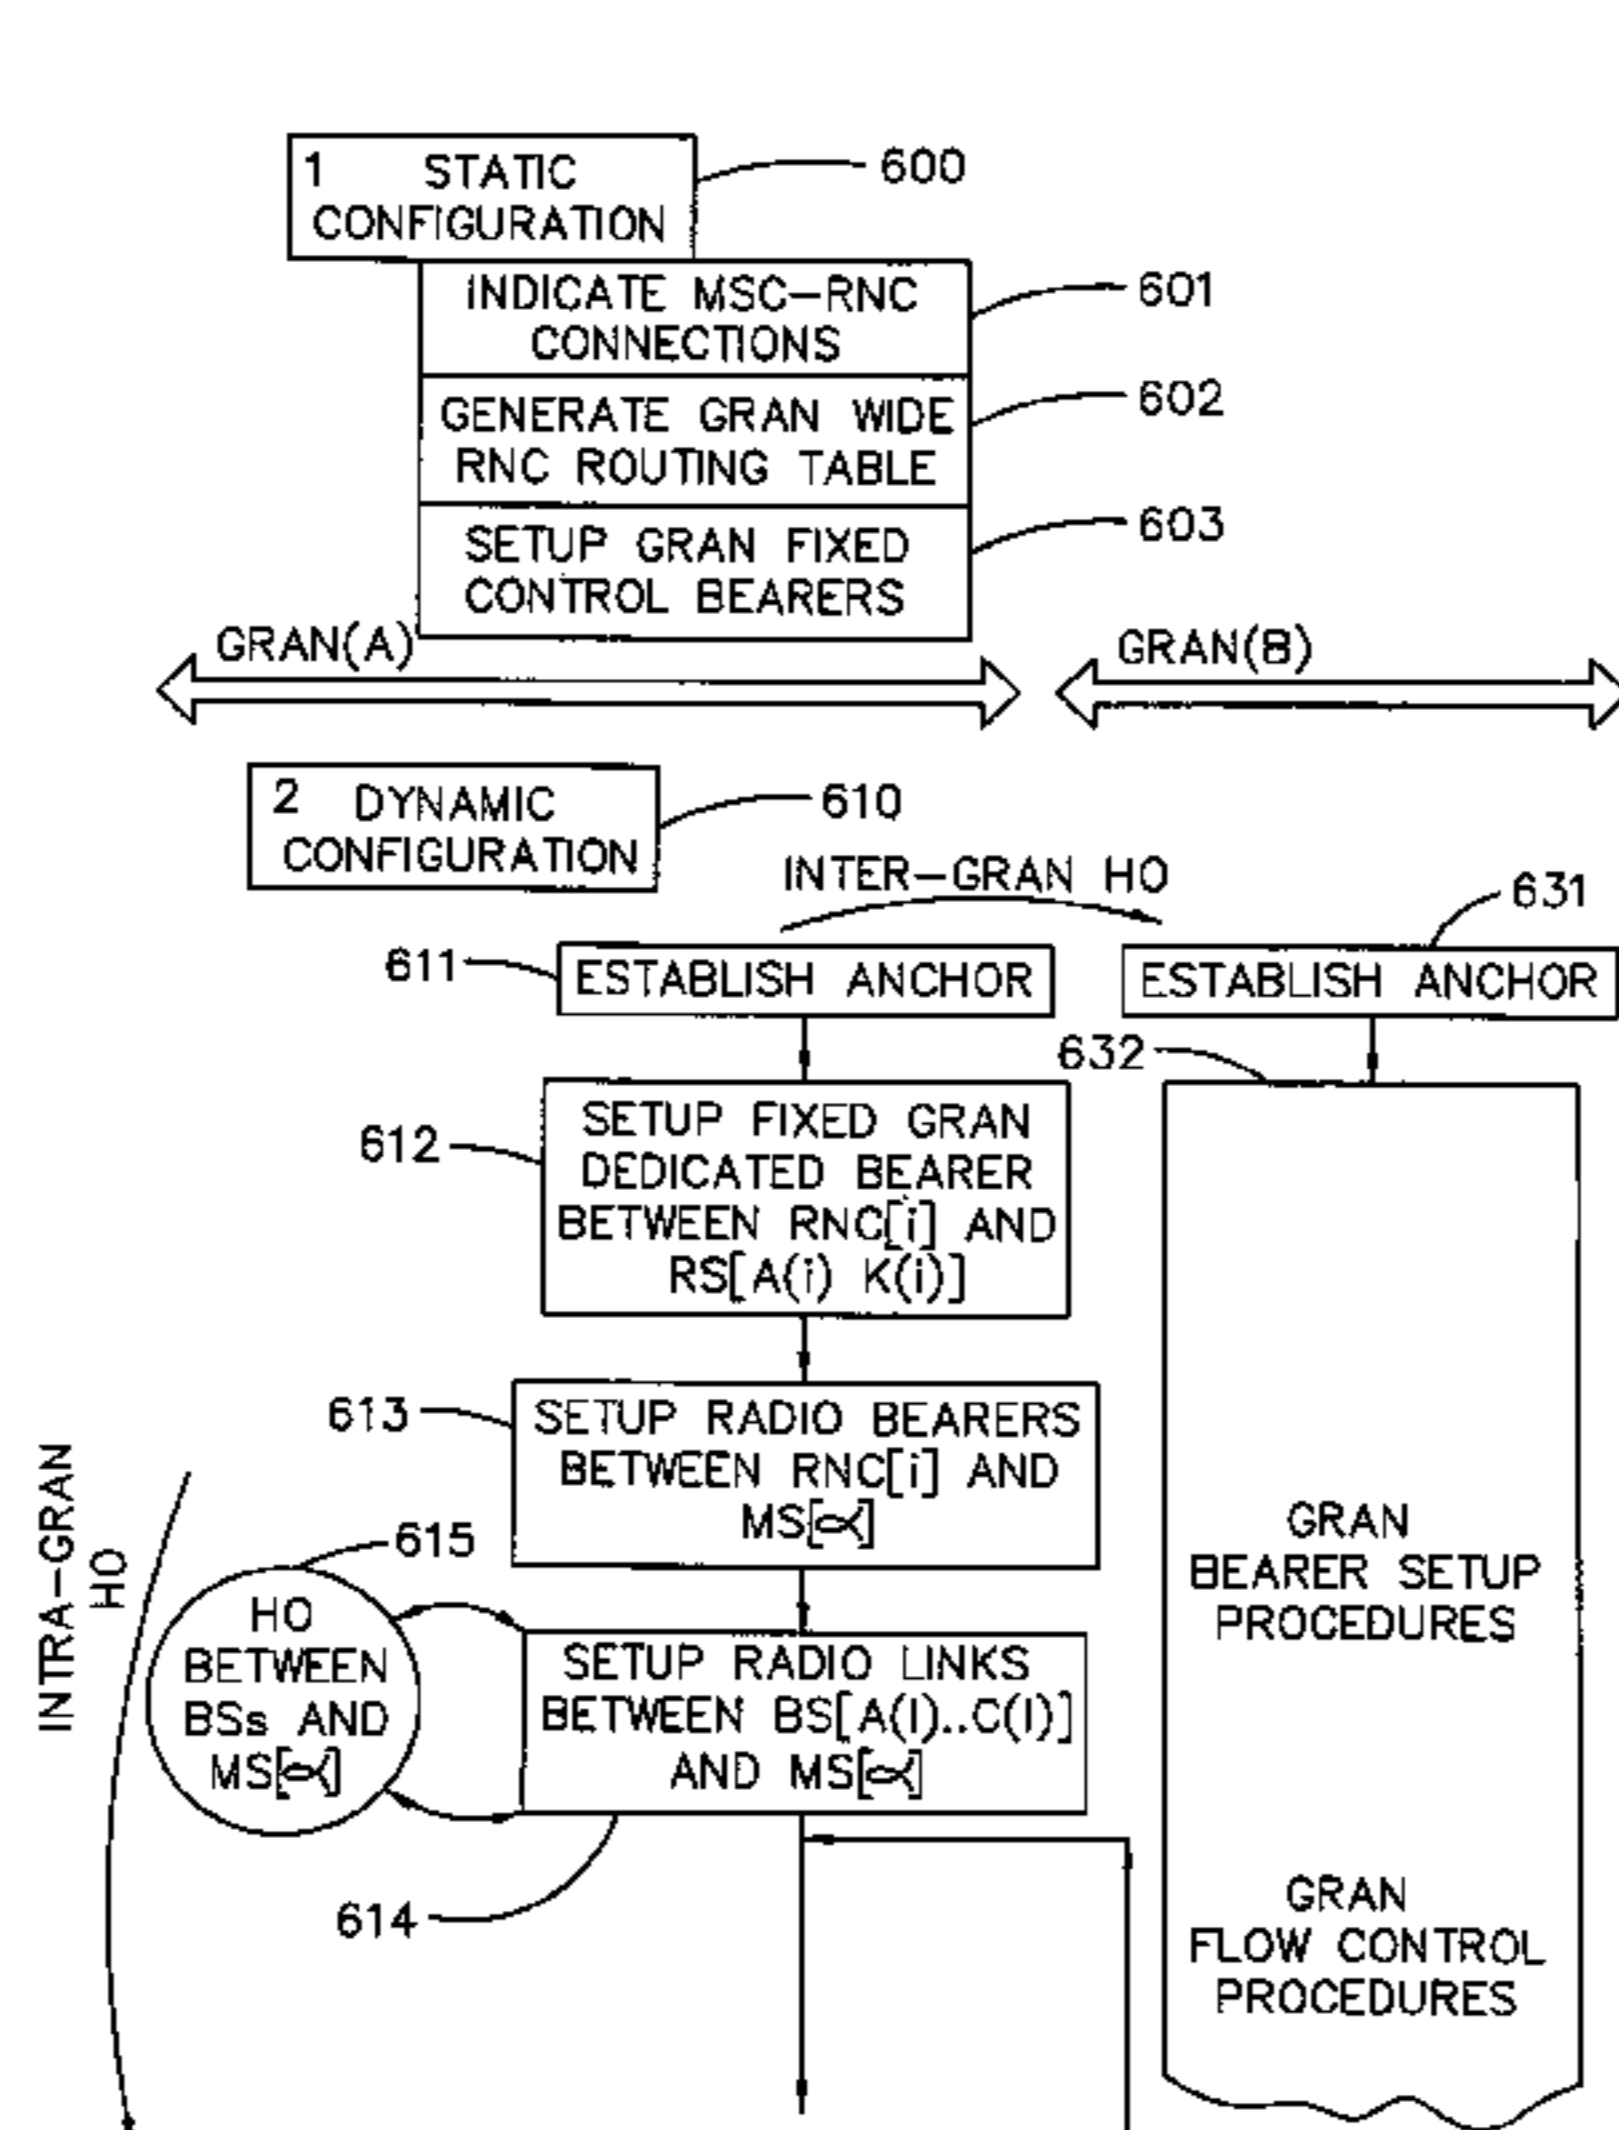 1 STATIC
CONFIGURATION
600
INDICATE MSC-RNC
CONNECTIONS
601
GENERATE GRAN WIDE
RNC ROUTING TABLE
602
SETUP GRAN FIXED
CONTROL BEARERS
603
GRAN(A)
GRAN(B)
2 DYNAMIC
CONFIGURATION
610
INTER-GRAN HO
631
611
ESTABLISH ANCHOR
ESTABLISH ANCHOR
632
612
SETUP FIXED GRAN
DEDICATED BEARER
BETWEEN RNC[i] AND
RS[A(i) K(i)]
613
SETUP RADIO BEARERS
BETWEEN RNC[i] AND
MS[α]
INTRA-GRAN
HO
615
HO
BETWEEN
BSs AND
MS[α]
SETUP RADIO LINKS
BETWEEN BS[A(I)..C(I)]
AND MS[α]
614
GRAN
BEARER SETUP
PROCEDURES
GRAN
FLOW CONTROL
PROCEDURES